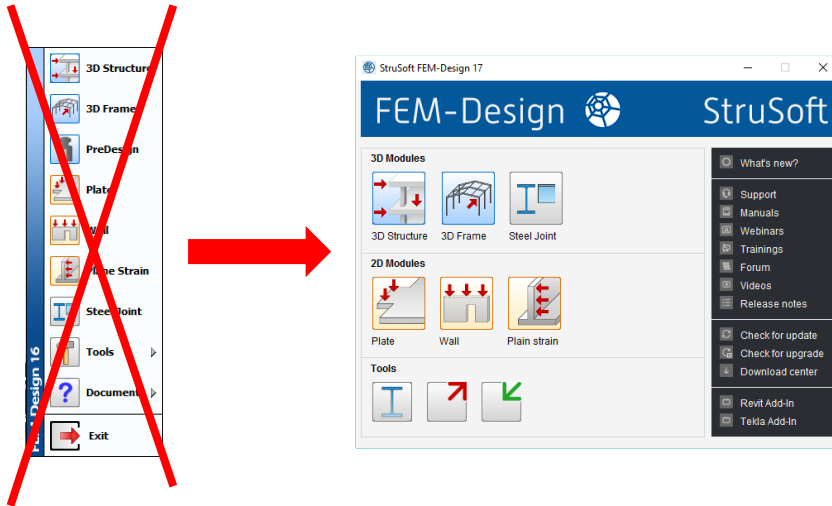 3D Structure
3D Frame
PreDesign
Plate
Wall
Plane Strain
Steel Joint
Tools
Documents
Exit
FEM-Design 16
StruSoft FEM-Design 17
FEM-Design StruSoft
3D Modules
3D Structure 3D Frame Steel Joint
2D Modules
Plate Wall Plain strain
Tools
What's new?
Support
Manuals
Webinars
Trainings
Forum
Videos
Release notes
Check for update
Check for upgrade
Download center
Revit Add-In
Tekla Add-In